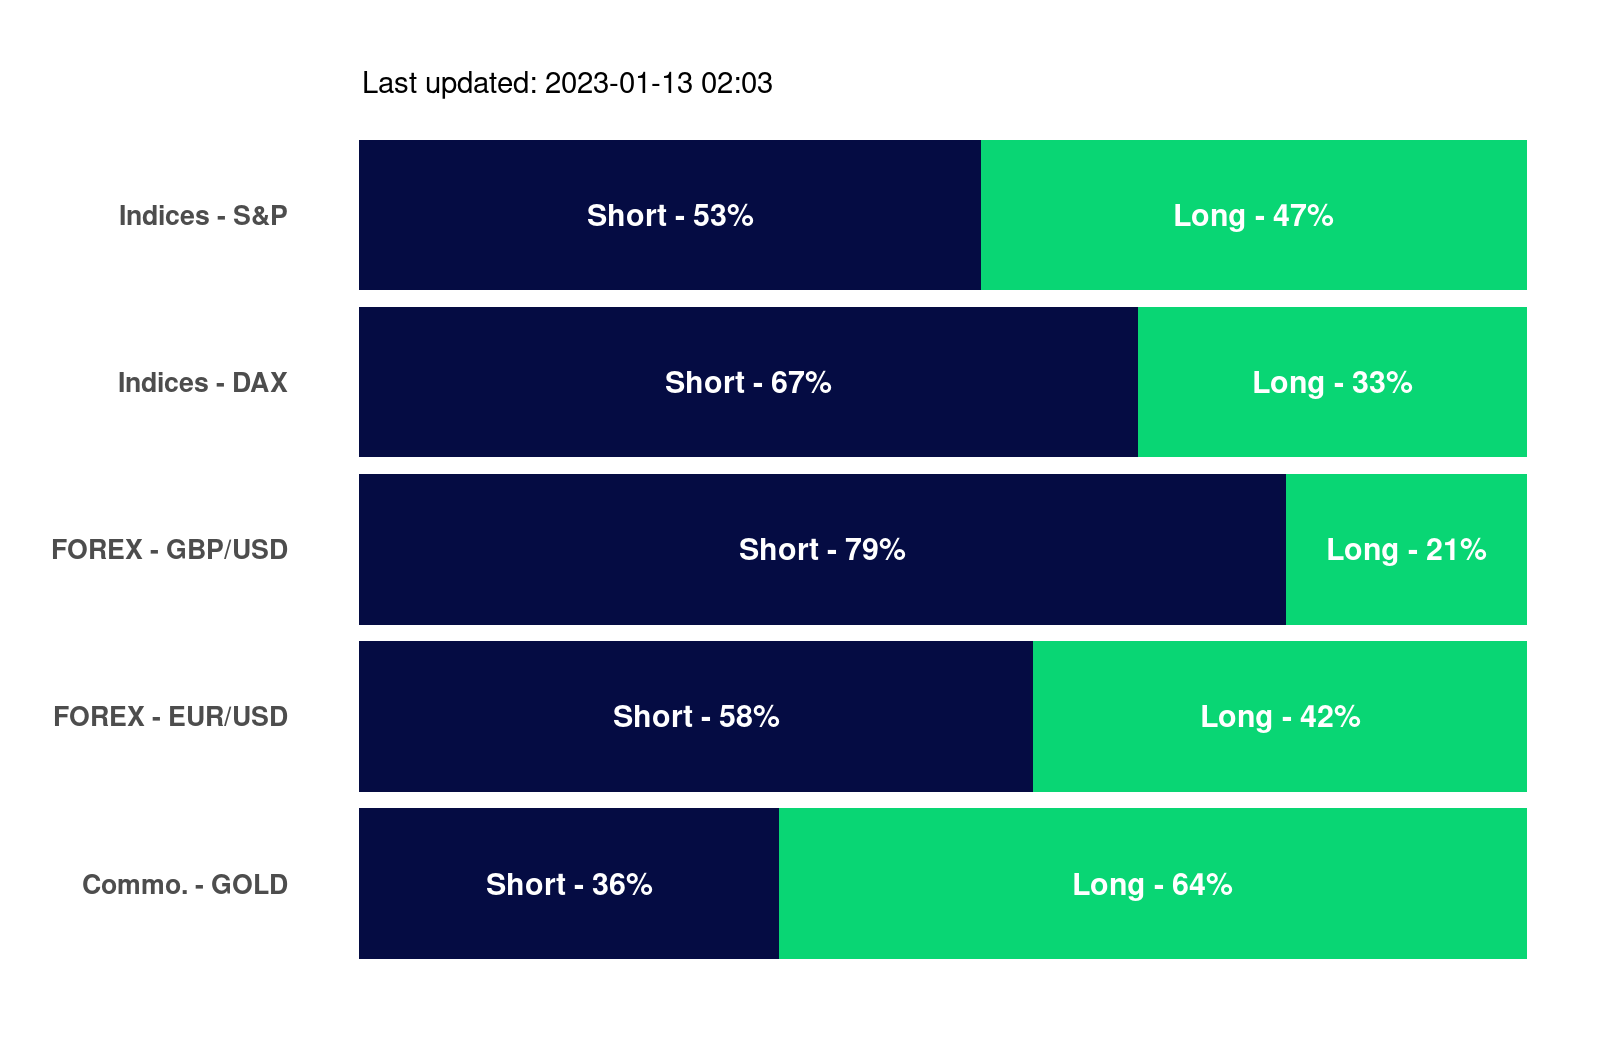 Last updated: 2023-01-13 02:03
Indices - S&P Short - 53% Long - 47%
Indices - DAX Short - 67% Long - 33%
FOREX - GBP/USD Short - 79% Long - 21%
FOREX - EUR/USD Short - 58% Long - 42%
Commo. - GOLD Short - 36% Long - 64%